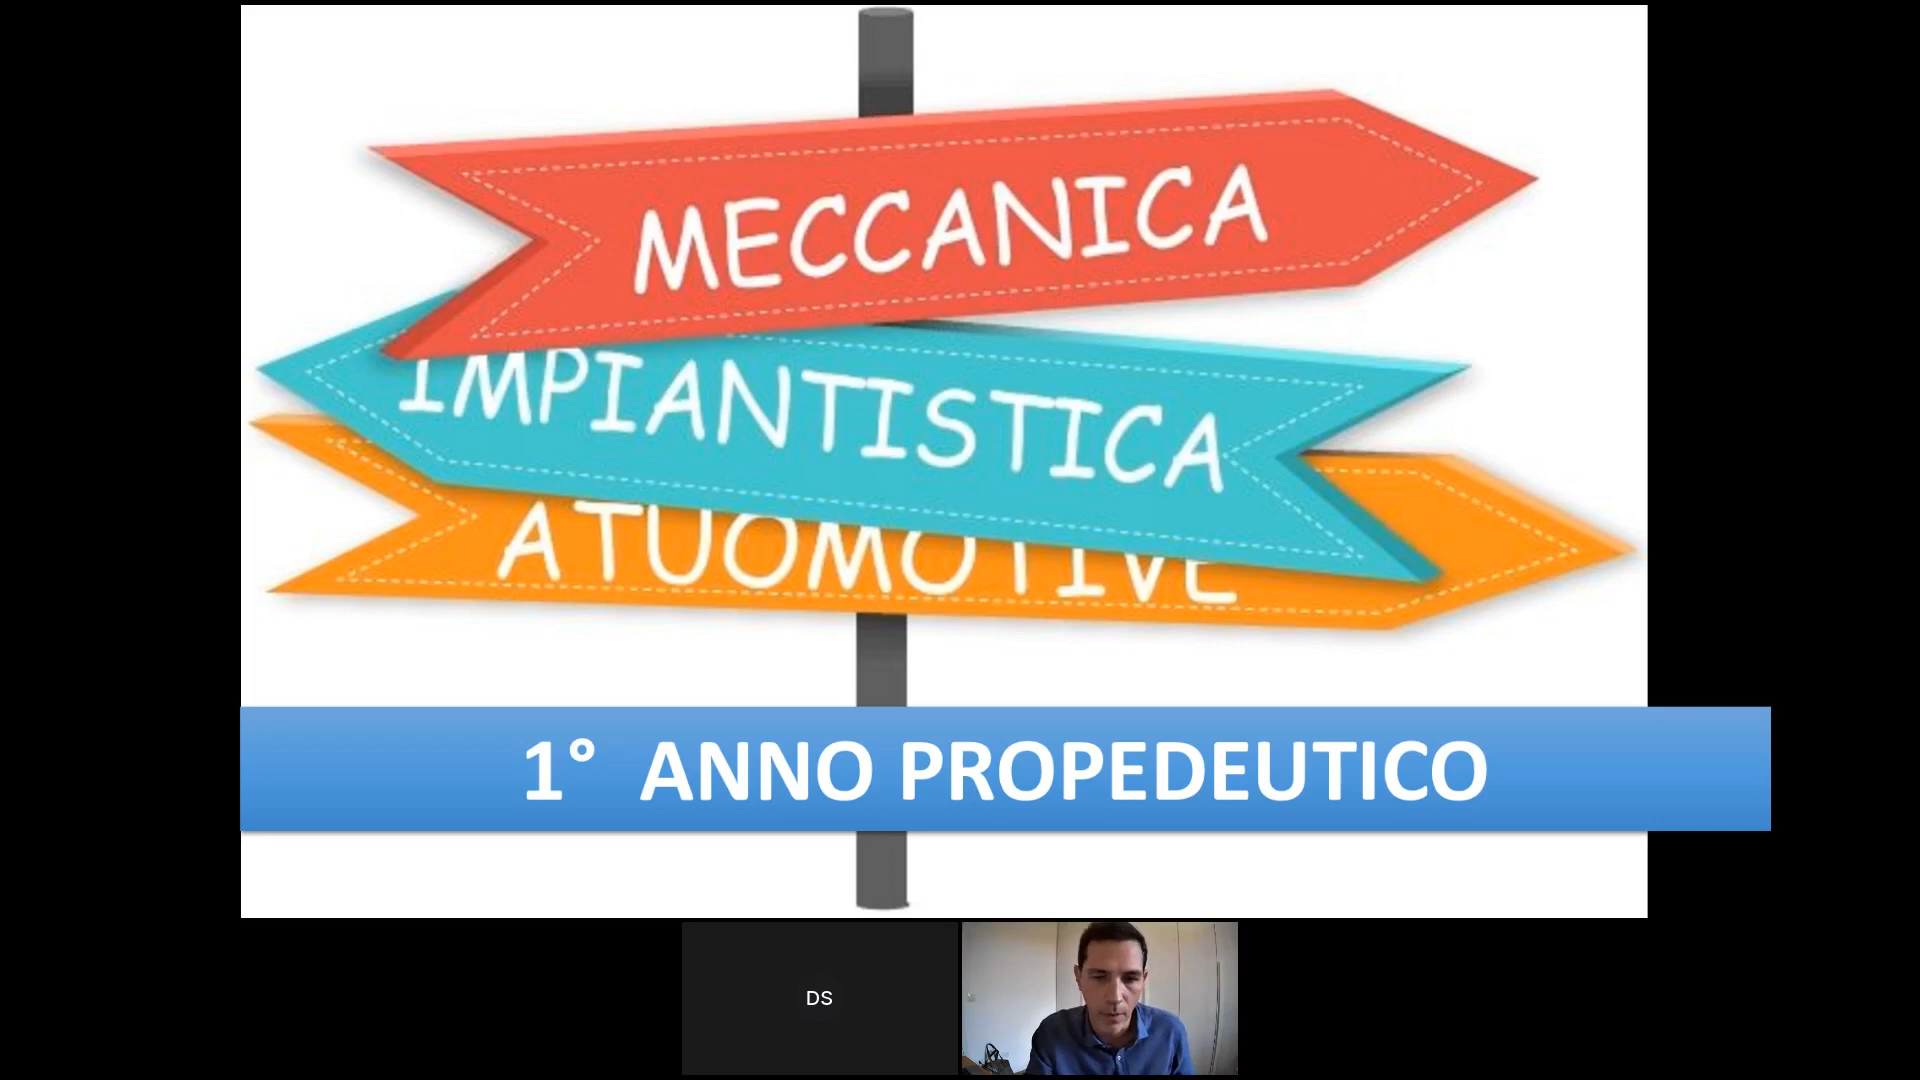 MECCANICA
IMPIANTISTICA
ATUOMOTIVE
1° ANNO PROPEDEUTICO
DS